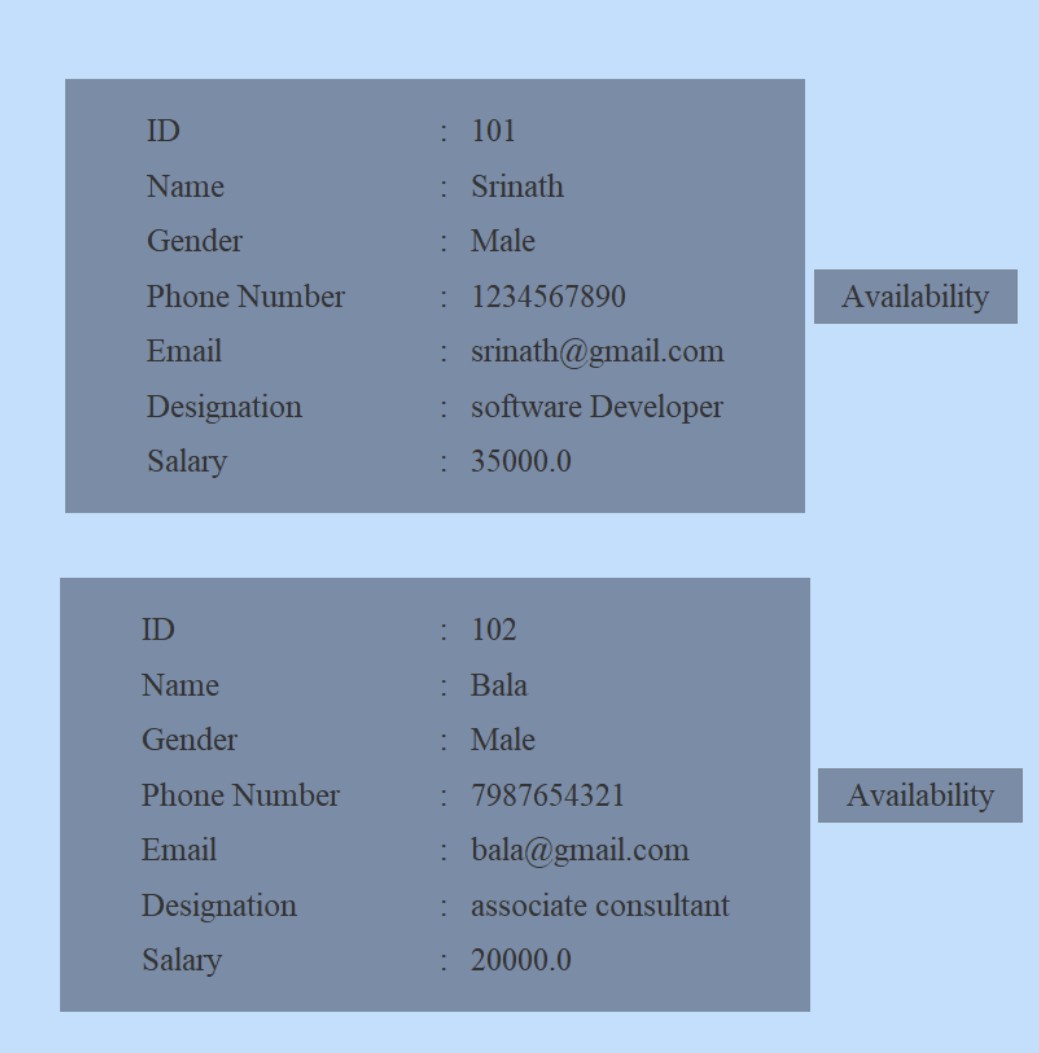 ID : 101
Name : Srinath
Gender : Male
Phone Number : 1234567890
Availability
Email : srinath@gmail.com
Designation : software Developer
Salary : 35000.0
ID : 102
Name : Bala
Gender : Male
Phone Number : 7987654321
Availability
Email : bala@gmail.com
Designation : associate consultant
Salary : 20000.0